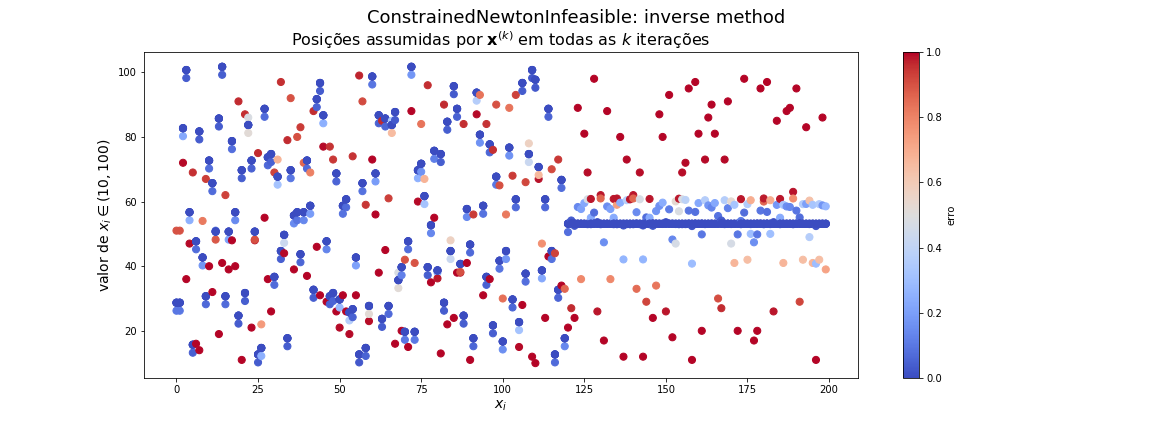 ConstrainedNewtonInfeasible: inverse method
Posições assumidas por x^(k) em todas as k iterações
valor de x_i ∈ (10, 100)
100
80
60
40
20
0 25 50 75 100 125 150 175 200
x_i
1.0
0.8
0.6
0.4
0.2
0.0
erro